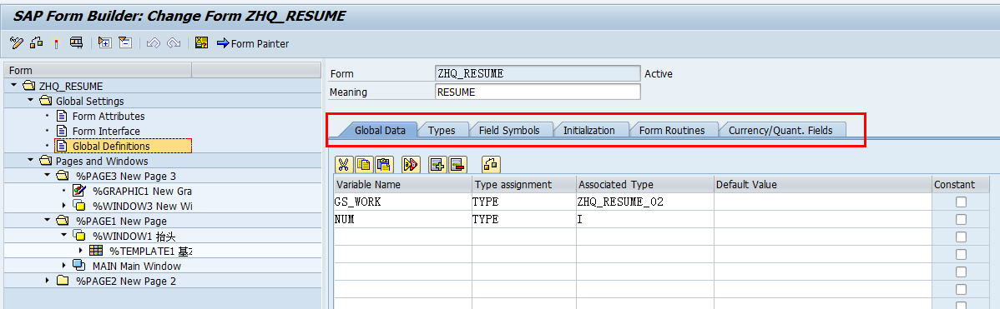 SAP Form Builder: Change Form ZHQ_RESUME
Form Painter
Form
ZHQ_RESUME
Global Settings
Form Attributes
Form Interface
Global Definitions
Pages and Windows
%PAGE3 New Page 3
%GRAPHIC1 New Gra
%WINDOW3 New Wi
%PAGE1 New Page
%WINDOW1 抬头
%TEMPLATE1 基
MAIN Main Window
%PAGE2 New Page 2
Form ZHQ_RESUME Active
Meaning RESUME
Global Data Types Field Symbols Initialization Form Routines Currency/Quant. Fields
Variable Name Type assignment Associated Type Default Value Constant
GS_WORK TYPE ZHQ_RESUME_02
NUM TYPE I